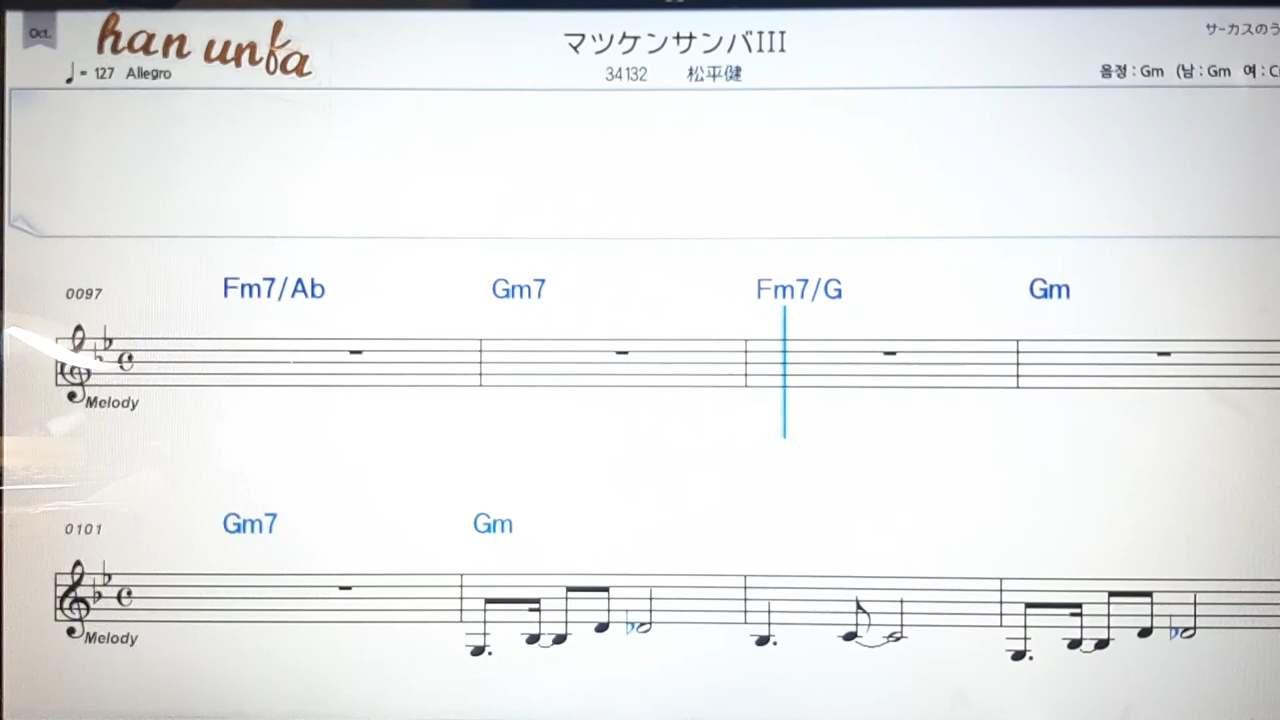 Oct.
han unfa
マツケンサンバIII
サーカスのう
= 127 Allegro
34132 松平健
음정 : Gm (남 : Gm 여 : C
0097
Fm7/Ab
Gm7
Fm7/G
Gm
Melody
0101
Gm7
Gm
Melody